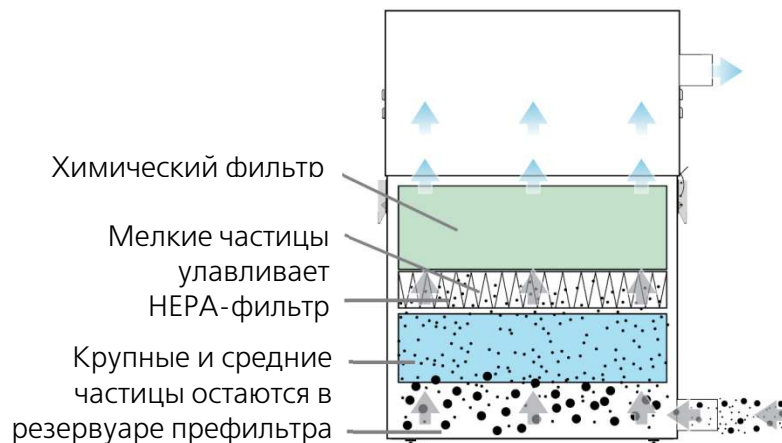 Химический фильтр
Мелкие частицы
улавливает
HEPA-фильтр
Крупные и средние
частицы остаются в
резервуаре префильтра